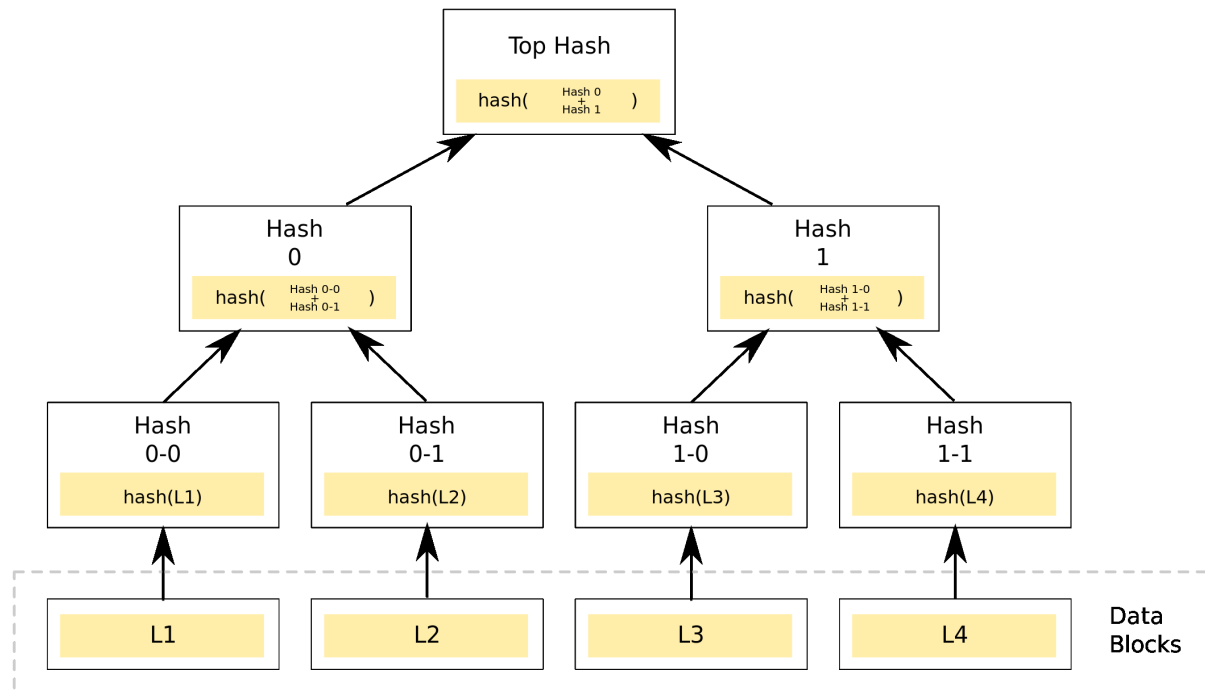 Top Hash
hash( Hash 0 + Hash 1 )
Hash
0
hash( Hash 0-0 + Hash 0-1 )
Hash
1
hash( Hash 1-0 + Hash 1-1 )
Hash
0-0
hash(L1)
Hash
0-1
hash(L2)
Hash
1-0
hash(L3)
Hash
1-1
hash(L4)
L1
L2
L3
L4
Data
Blocks